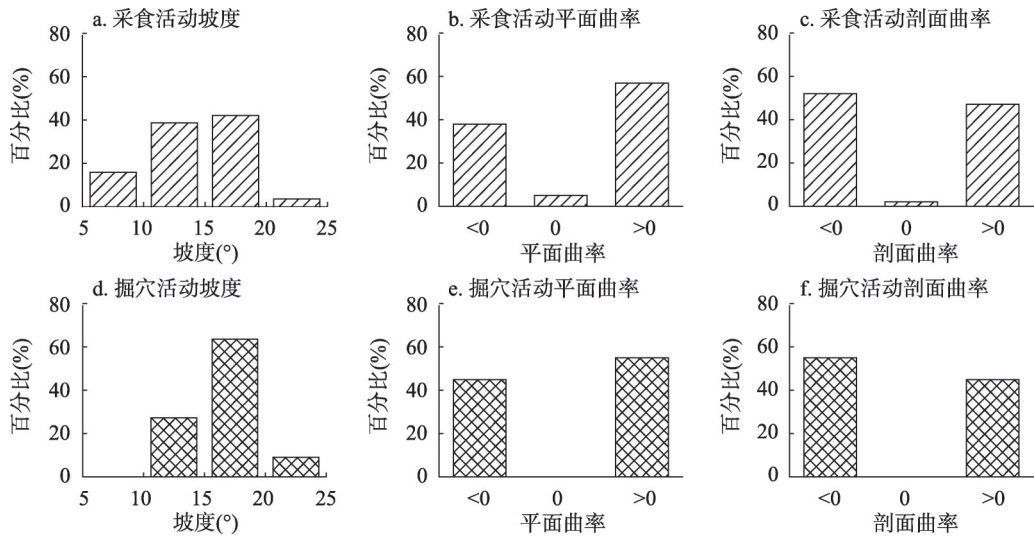 a. 采食活动坡度
80
60
40
20
0
百分比(%)
5 10 15 20 25
坡度(°)
b. 采食活动平面曲率
80
60
40
20
0
百分比(%)
<0 0 >0
平面曲率
c. 采食活动剖面曲率
80
60
40
20
0
百分比(%)
<0 0 >0
剖面曲率
d. 掘穴活动坡度
80
60
40
20
0
百分比(%)
5 10 15 20 25
坡度(°)
e. 掘穴活动平面曲率
80
60
40
20
0
百分比(%)
<0 0 >0
平面曲率
f. 掘穴活动剖面曲率
80
60
40
20
0
百分比(%)
<0 0 >0
剖面曲率